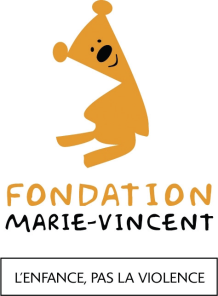 FONDATION
MARIE-VINCENT
L'ENFANCE, PAS LA VIOLENCE